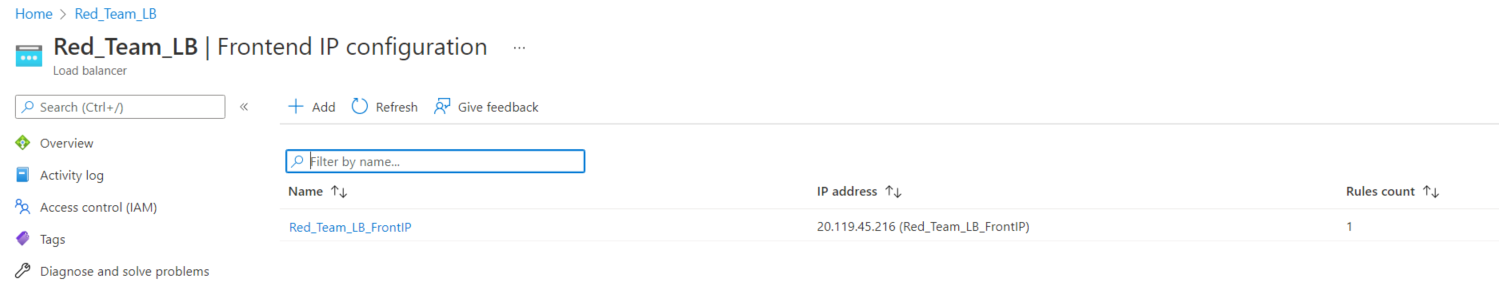 Home > Red_Team_LB
Red_Team_LB | Frontend IP configuration ...
Load balancer
Search (Ctrl+/) «
+ Add Refresh Give feedback
Overview
Activity log
Access control (IAM)
Tags
Diagnose and solve problems
Filter by name...
Name ↑↓ IP address ↑↓ Rules count ↑↓
Red_Team_LB_FrontIP 20.119.45.216 (Red_Team_LB_FrontIP) 1